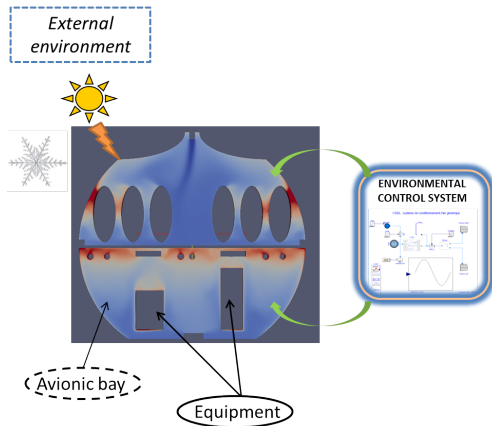 External
environment
ENVIRONMENTAL
CONTROL SYSTEM
Avionic bay
Equipment